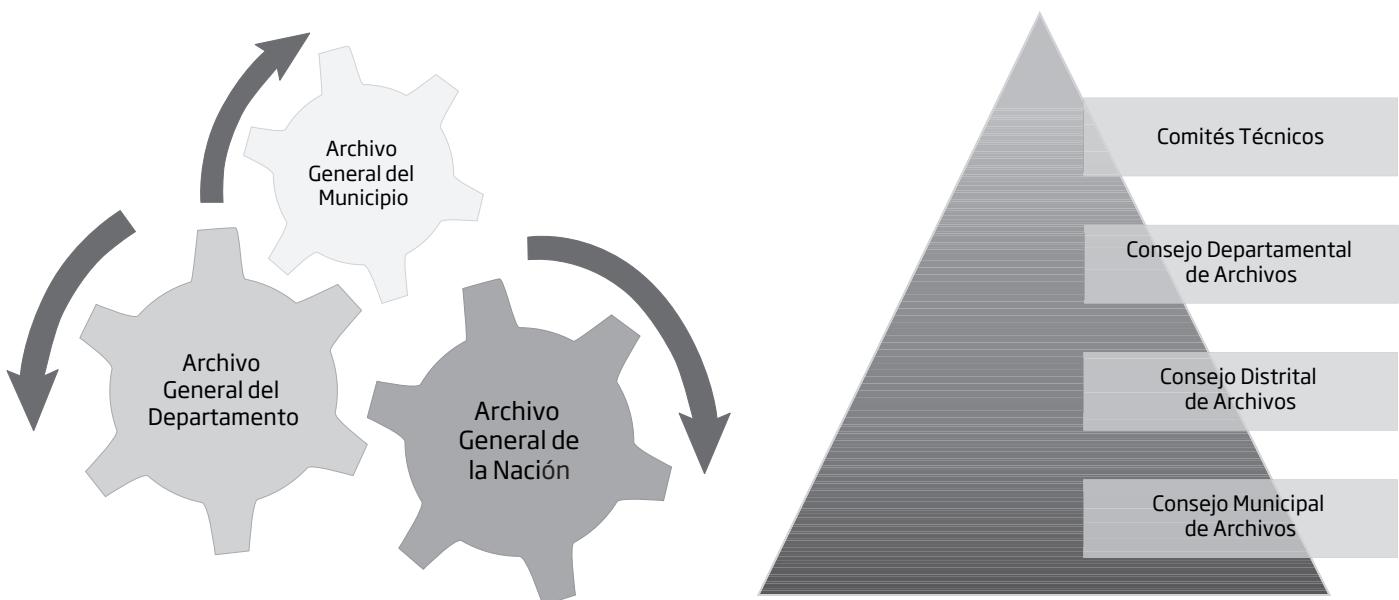 Archivo
General del
Municipio
Archivo
General del
Departamento
Archivo
General de
la Nación
Comités Técnicos
Consejo Departamental
de Archivos
Consejo Distrital
de Archivos
Consejo Municipal
de Archivos